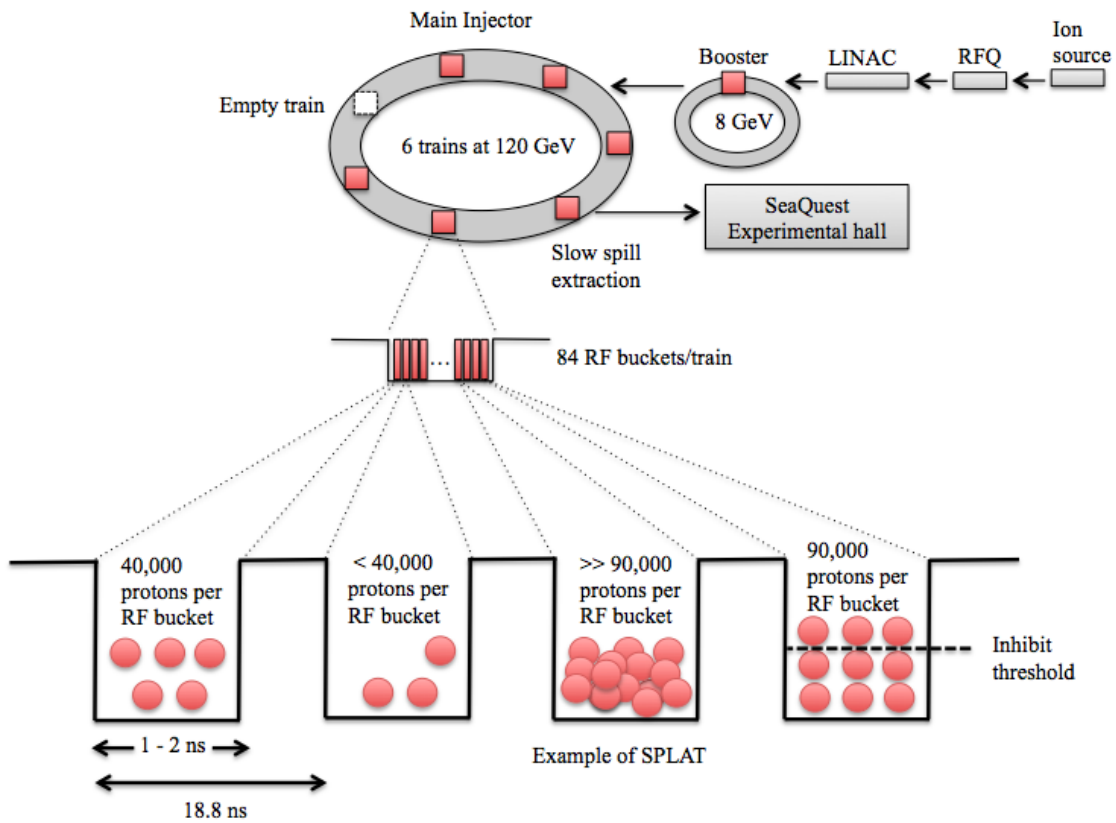 Main Injector
Ion
source
RFQ
LINAC
Booster
Empty train
6 trains at 120 GeV
8 GeV
SeaQuest
Experimental hall
Slow spill
extraction
...
84 RF buckets/train
40,000
protons per
RF bucket
< 40,000
protons per
RF bucket
>> 90,000
protons per
RF bucket
90,000
protons per
RF bucket
Inhibit
threshold
1 - 2 ns
Example of SPLAT
18.8 ns